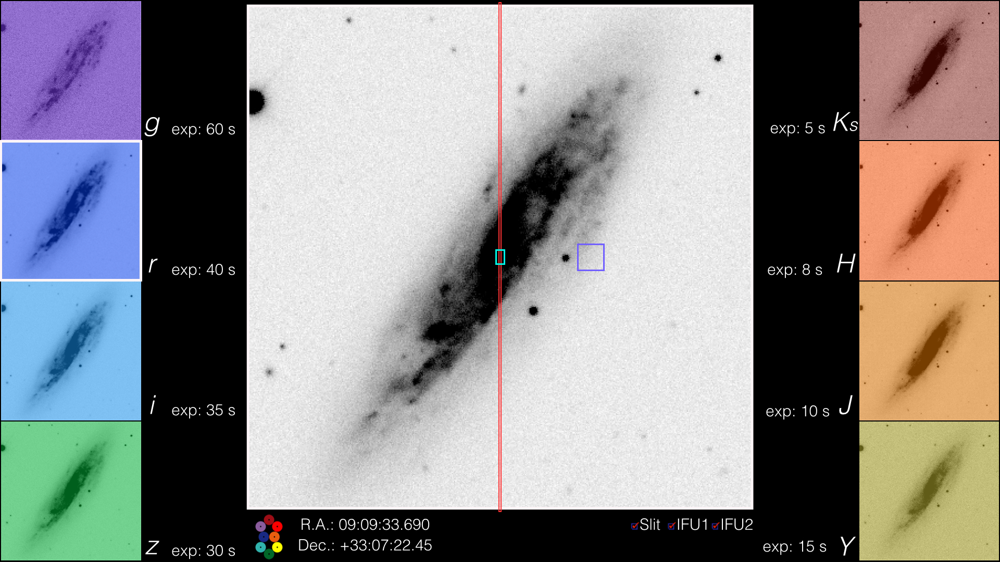 g exp: 60 s
r exp: 40 s
i exp: 35 s
z exp: 30 s
R.A.: 09:09:33.690
Dec.: +33:07:22.45
Slit IFU1 IFU2
exp: 5 s Ks
exp: 8 s H
exp: 10 s J
exp: 15 s Y